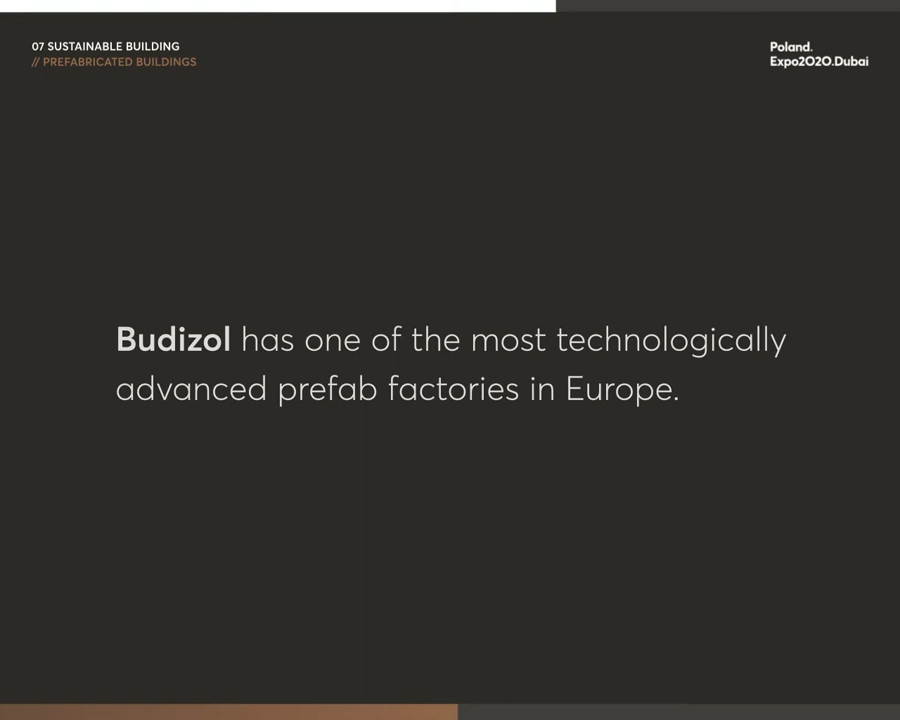 07 SUSTAINABLE BUILDING
// PREFABRICATED BUILDINGS
Poland.
Expo2020.Dubai
Budizol has one of the most technologically
advanced prefab factories in Europe.